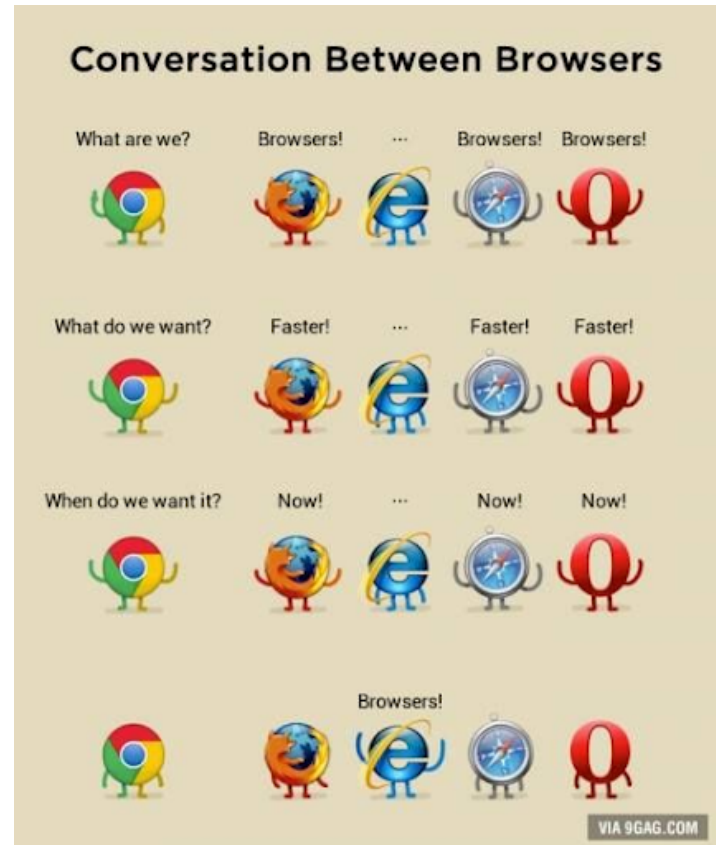 Conversation Between Browsers
What are we? Browsers! ... Browsers! Browsers!
What do we want? Faster! ... Faster! Faster!
When do we want it? Now! ... Now! Now!
Browsers!
VIA 9GAG.COM